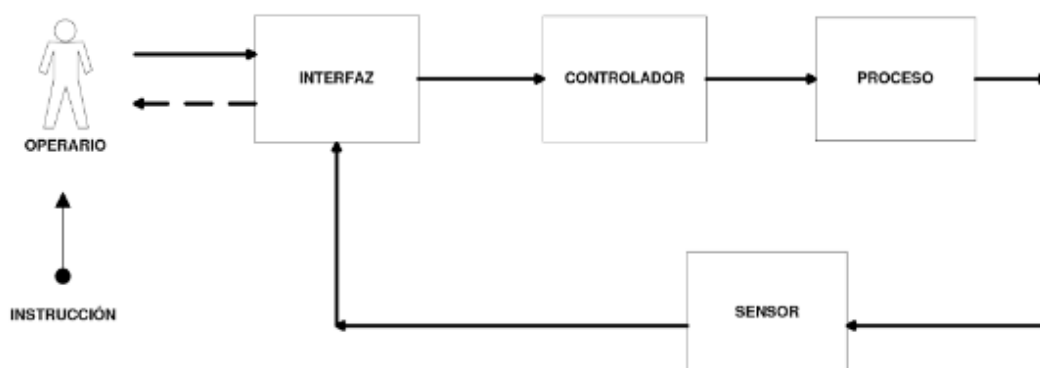 INTERFAZ
CONTROLADOR
PROCESO
OPERARIO
INSTRUCCIÓN
SENSOR